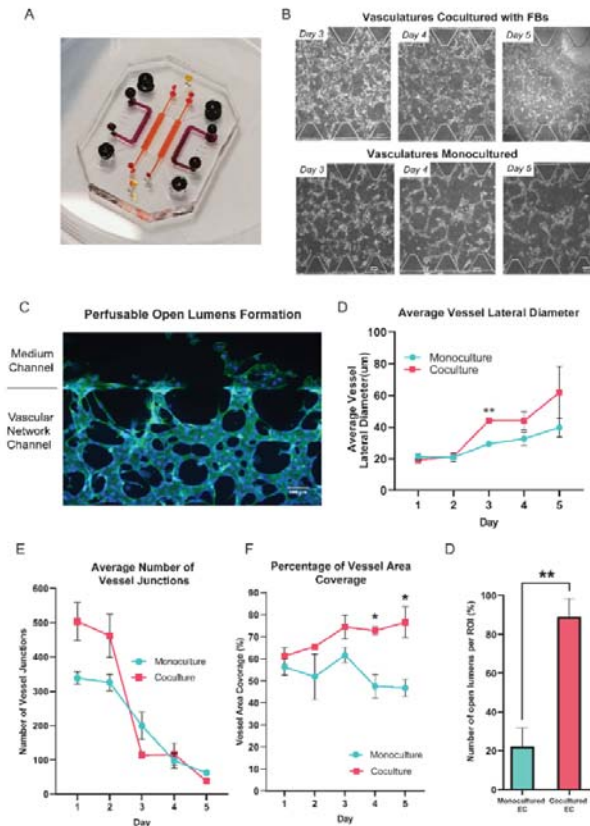 A
B
Vasculatures Cocultured with FBs
Day 3
Day 4
Day 5
Vasculatures Monocultured
Day 3
Day 4
Day 5
C
Perfusable Open Lumens Formation
Medium
Channel
Vascular
Network
Channel
D
Average Vessel Lateral Diameter
Average Vessel
Lateral Diameter(um)
100
80
60
40
20
0
Monoculture
Coculture
**
1 2 3 4 5
Day
E
Average Number of
Vessel Junctions
Number of Vessel Junctions
600
500
400
300
200
100
0
Monoculture
Coculture
1 2 3 4 5
Day
F
Percentage of Vessel Area
Coverage
Vessel Area Coverage (%)
90
80
70
60
50
40
30
20
10
0
*
*
Monoculture
Coculture
1 2 3 4 5
Day
D
Number of open lumens per ROI (%)
100
80
60
40
20
0
**
Monocultured
EC
Cocultured
EC